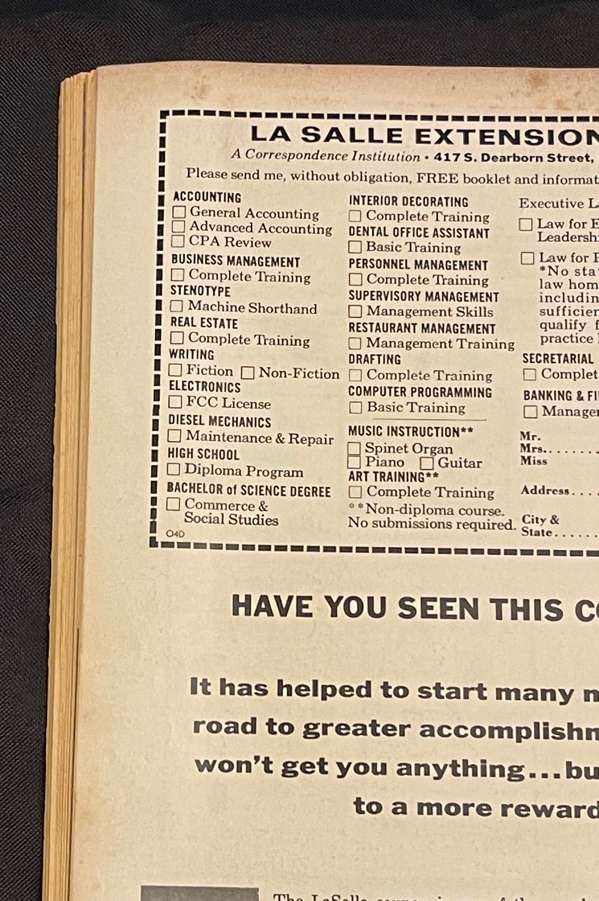 LA SALLE EXTENSION
A Correspondence Institution • 417 S. Dearborn Street,
Please send me, without obligation, FREE booklet and informat
ACCOUNTING
General Accounting
Advanced Accounting
CPA Review
BUSINESS MANAGEMENT
Complete Training
STENOTYPE
Machine Shorthand
REAL ESTATE
Complete Training
WRITING
Fiction Non-Fiction
ELECTRONICS
FCC License
DIESEL MECHANICS
Maintenance & Repair
HIGH SCHOOL
Diploma Program
BACHELOR of SCIENCE DEGREE
Commerce &
Social Studies
O4D
INTERIOR DECORATING
Complete Training
DENTAL OFFICE ASSISTANT
Basic Training
PERSONNEL MANAGEMENT
Complete Training
SUPERVISORY MANAGEMENT
Management Skills
RESTAURANT MANAGEMENT
Management Training
DRAFTING
Complete Training
COMPUTER PROGRAMMING
Basic Training
MUSIC INSTRUCTION**
Spinet Organ
Piano Guitar
ART TRAINING**
Complete Training
**Non-diploma course.
No submissions required.
Executive L
Law for E
Leadersh
Law for
*No sta
law hom
includin
sufficien
qualify f
practice
SECRETARIAL
Complet
BANKING & FI
Manage
Mr.
Mrs.......
Miss
Address....
City &
State......
HAVE YOU SEEN THIS C
It has helped to start many m
road to greater accomplishm
won't get you anything...bu
to a more reward
The LaSalle